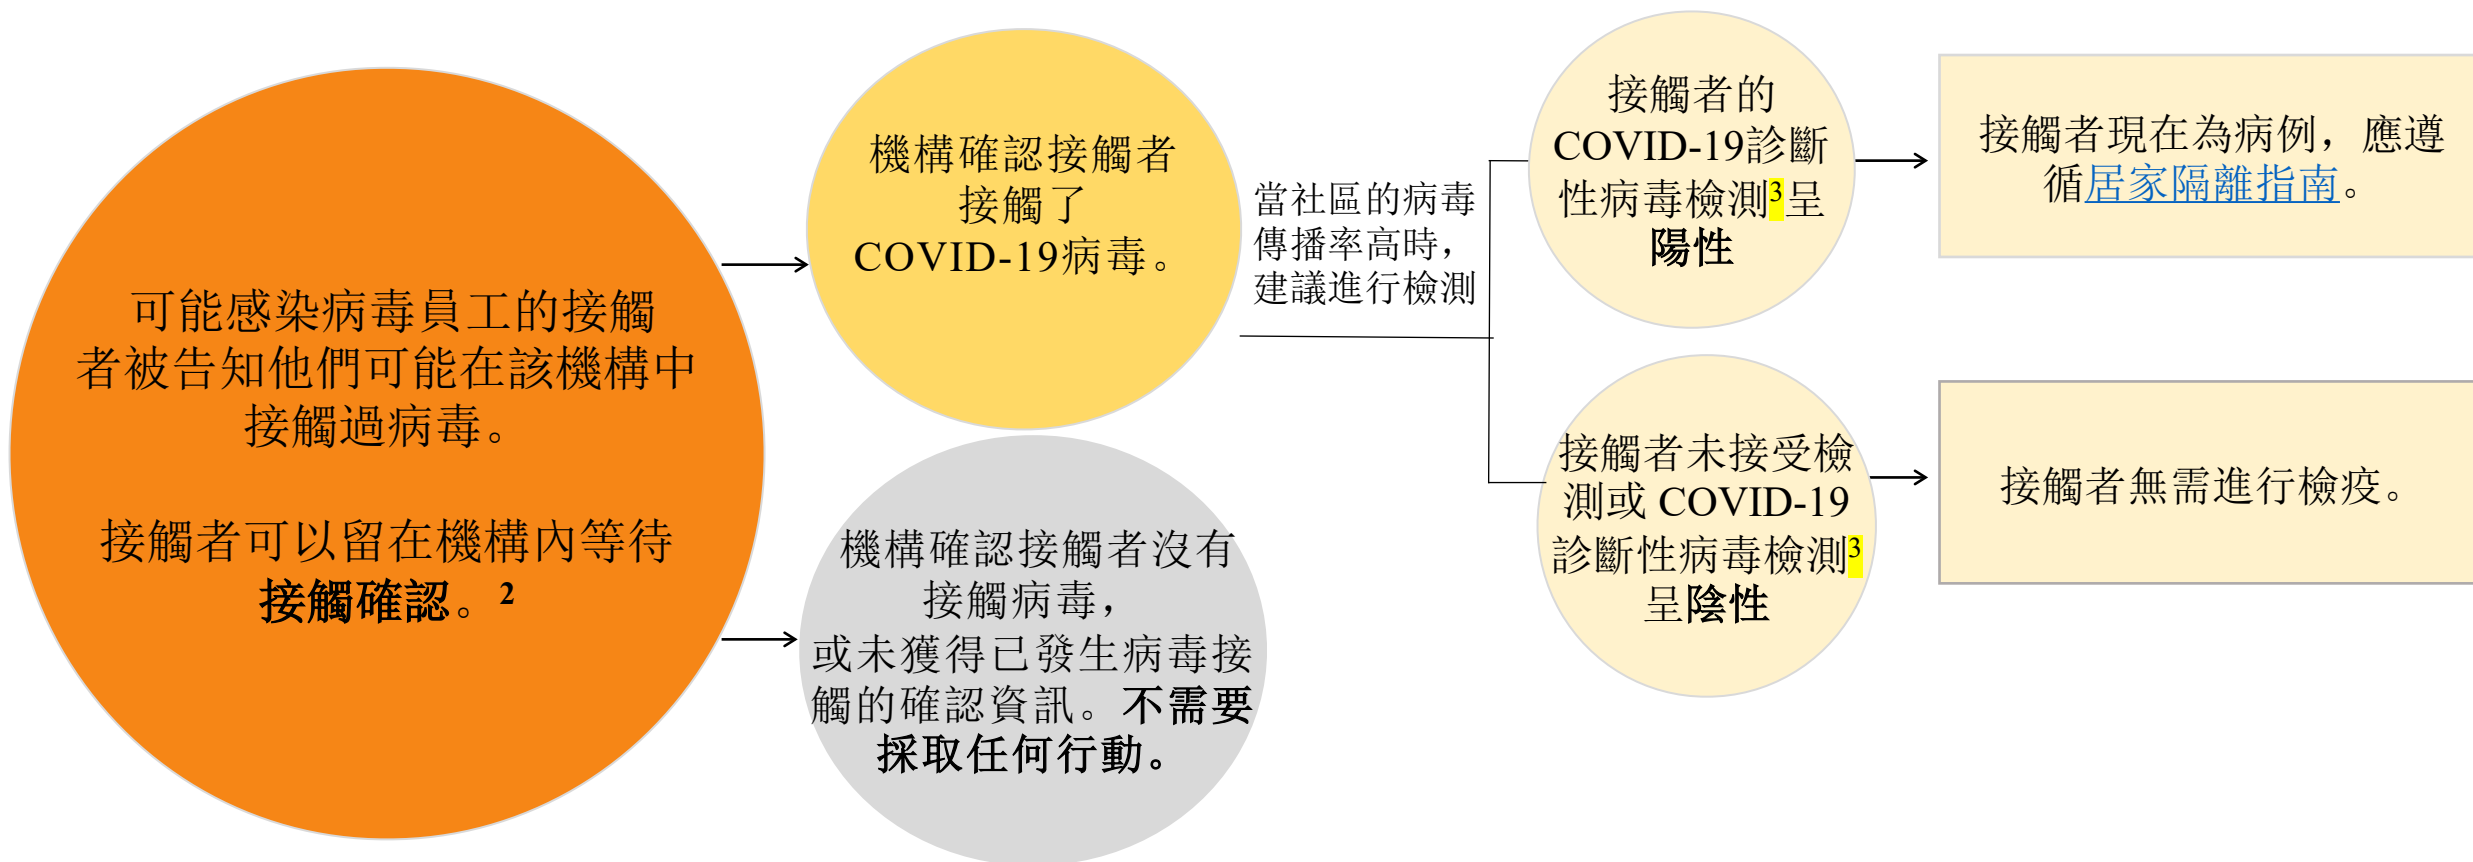 可能感染病毒員工的接觸
者被告知他們可能在該機構中
接觸過病毒。
接觸者可以留在機構內等待
接觸確認。2
機構確認接觸者
接觸了
COVID-19病毒。
機構確認接觸者沒有
接觸病毒，
或未獲得已發生病毒接
觸的確認資訊。不需要
採取任何行動。
當社區的病毒
傳播率高時，
建議進行檢測
接觸者的
COVID-19診斷
性病毒檢測3呈
陽性
接觸者現在為病例，應遵
循居家隔離指南。
接觸者未接受檢
測或 COVID-19
診斷性病毒檢測3
呈陰性
接觸者無需進行檢疫。